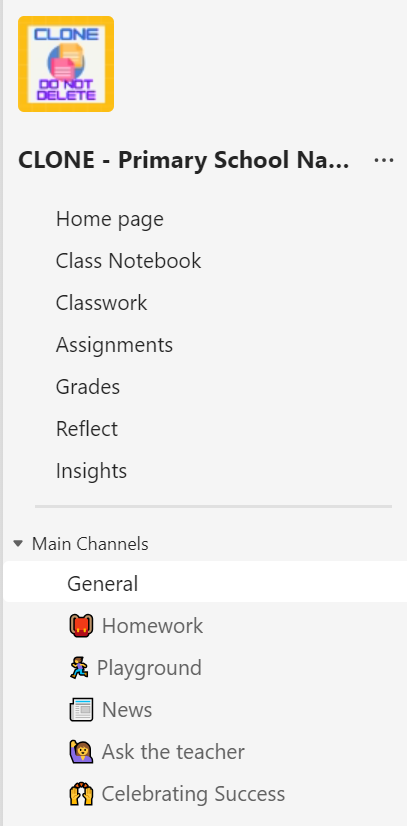 CLONE
DO NOT
DELETE
CLONE - Primary School Na...
Home page
Class Notebook
Classwork
Assignments
Grades
Reflect
Insights
Main Channels
General
Homework
Playground
News
Ask the teacher
Celebrating Success